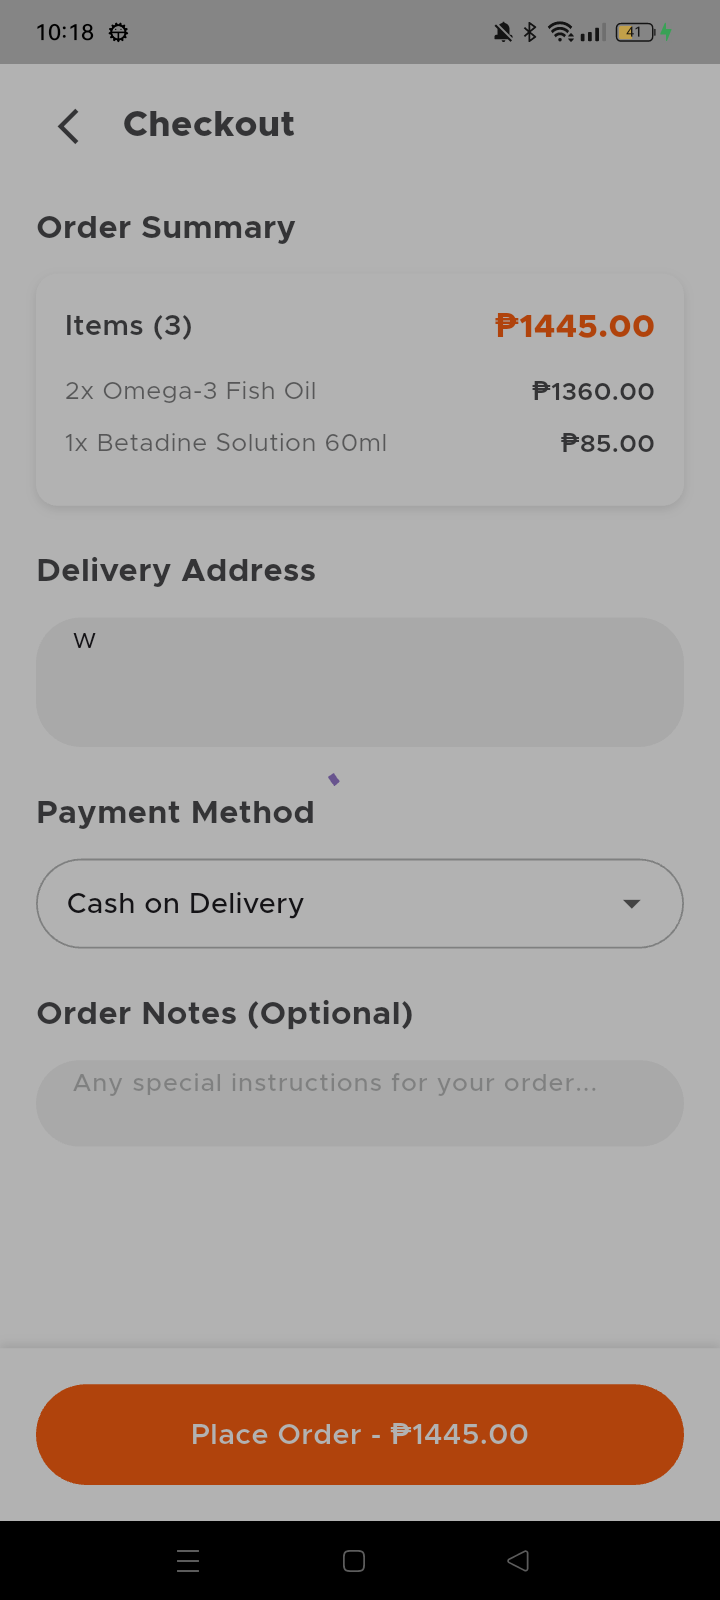 10:18
41
Checkout
Order Summary
Items (3) ₱1445.00
2x Omega-3 Fish Oil ₱1360.00
1x Betadine Solution 60ml ₱85.00
Delivery Address
w
Payment Method
Cash on Delivery
Order Notes (Optional)
Any special instructions for your order...
Place Order - ₱1445.00